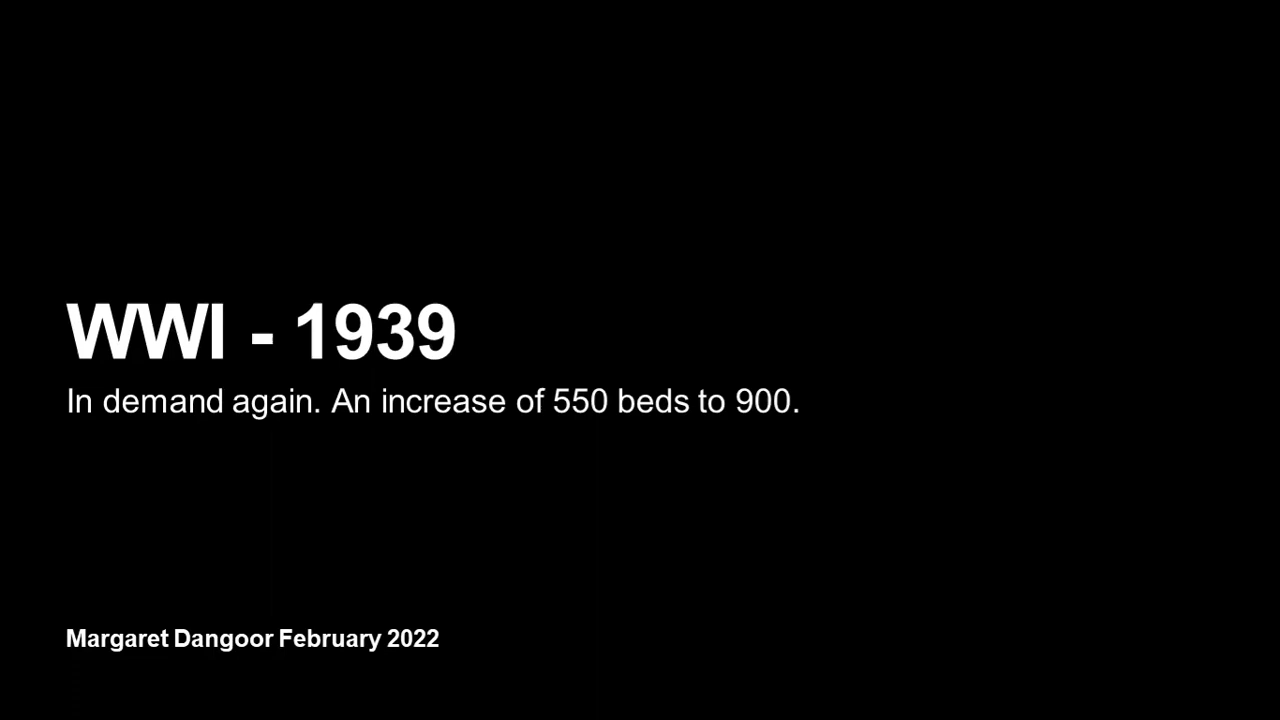 WWI - 1939
In demand again. An increase of 550 beds to 900.
Margaret Dangoor February 2022